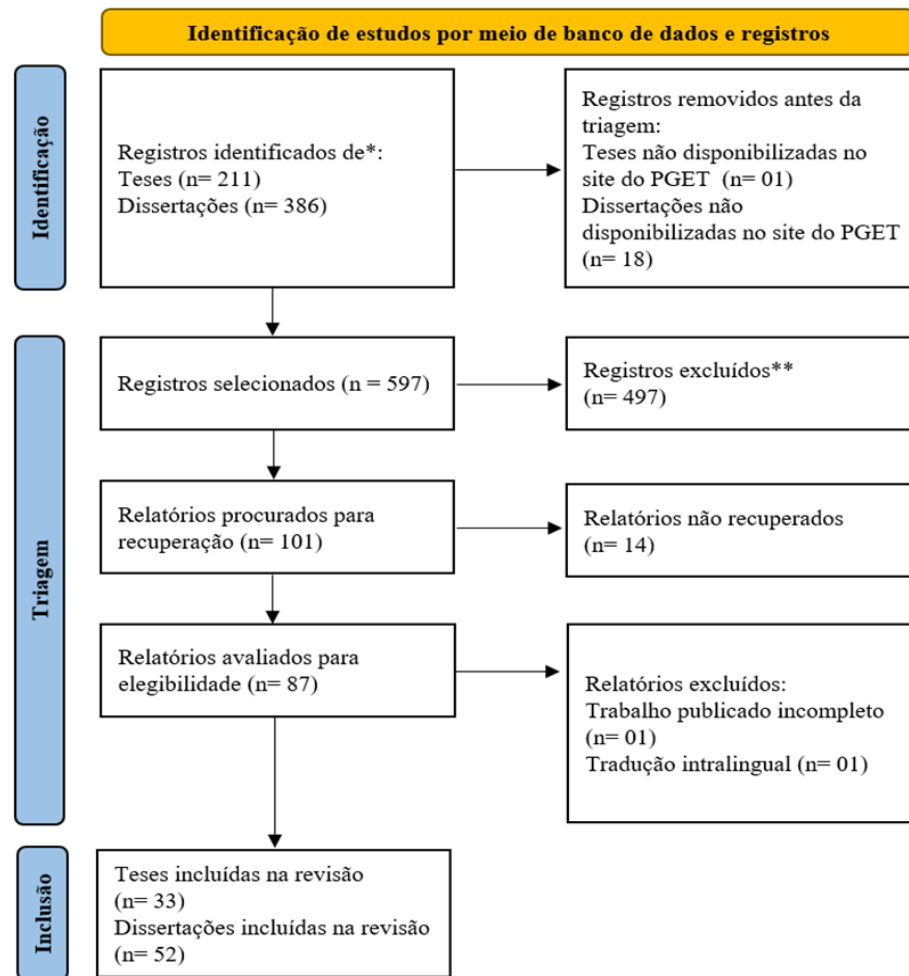 Identificação de estudos por meio de banco de dados e registros
Identificação
Registros identificados de*:
Teses (n= 211)
Dissertações (n= 386)
Registros removidos antes da
triagem:
Teses não disponibilizadas no
site do PGET (n= 01)
Dissertações não
disponibilizadas no site do PGET
(n= 18)
Triagem
Registros selecionados (n = 597)
Registros excluídos**
(n= 497)
Relatórios procurados para
recuperação (n= 101)
Relatórios não recuperados
(n= 14)
Relatórios avaliados para
elegibilidade (n= 87)
Relatórios excluídos:
Trabalho publicado incompleto
(n= 01)
Tradução intralingual (n= 01)
Inclusão
Teses incluídas na revisão
(n= 33)
Dissertações incluídas na revisão
(n= 52)